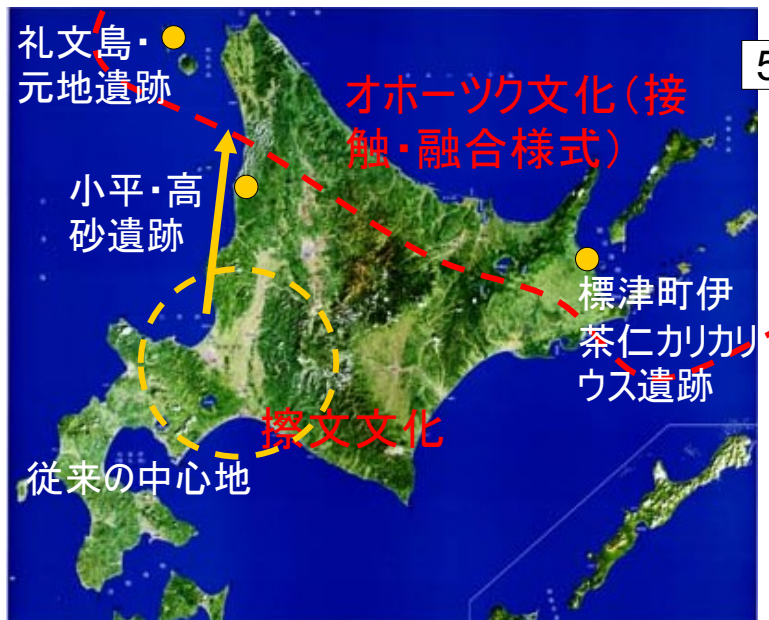 礼文島・
元地遺跡
5
オホーツク文化（接
触・融合様式）
小平・高
砂遺跡
標津町伊
茶仁カリカリ
ウス遺跡
擦文文化
従来の中心地